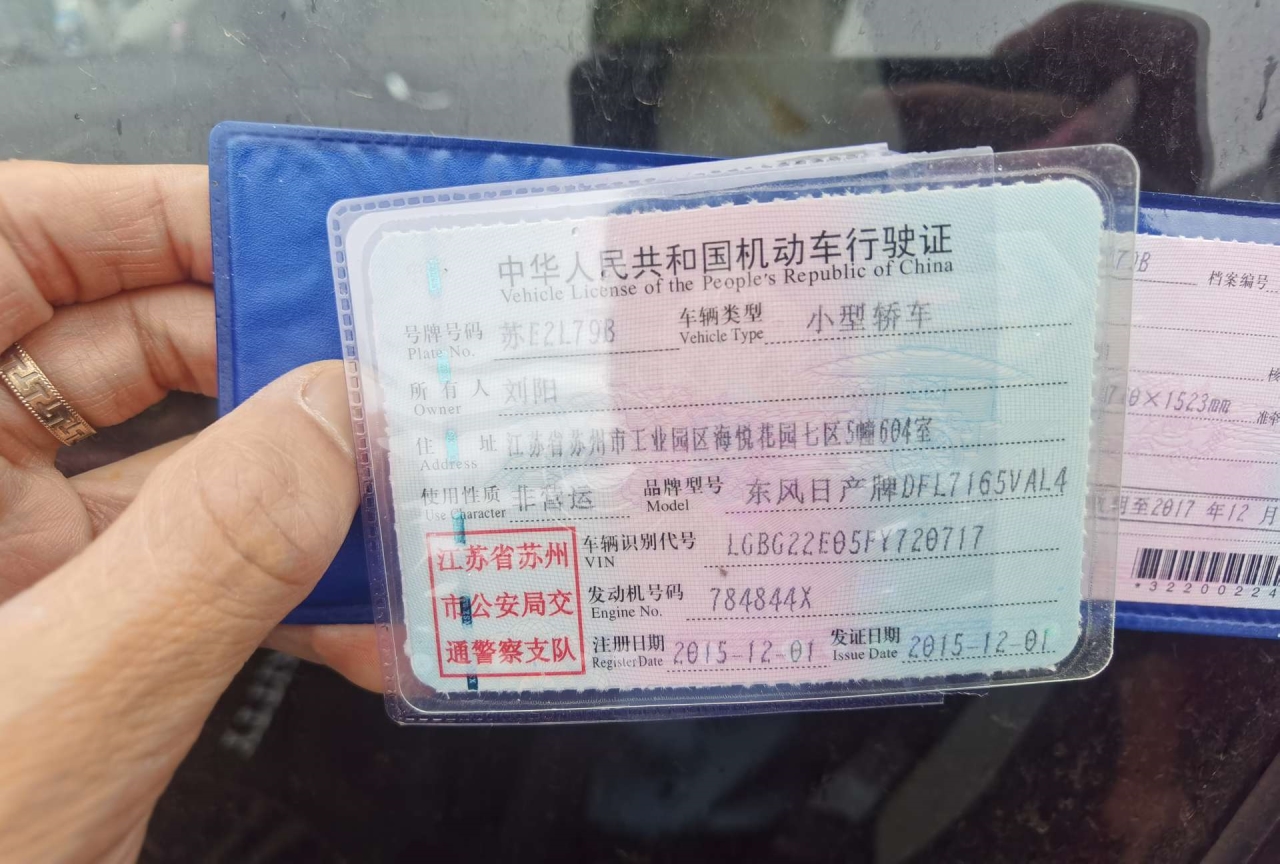 中华人民共和国机动车行驶证
Vehicle License of the People's Republic of China
号牌号码 苏E2L79B 车辆类型 小型轿车
Plate No. Vehicle Type
所有人 刘阳
Owner
住址 江苏省苏州市工业园区海悦花园七区5幢604室
Address
使用性质 非营运 品牌型号 东风日产牌DFL7165VAL4
Use Character Model
江苏省苏州
市公安局交
通警察支队
车辆识别代号 LGBG22E05FY720717
VIN
发动机号码 784844X
Engine No.
注册日期 2015-12-01 发证日期 2015-12-01
Register Date Issue Date
79B 档案编号
核
×1523mm 准牵
至2017年12月
*32200224